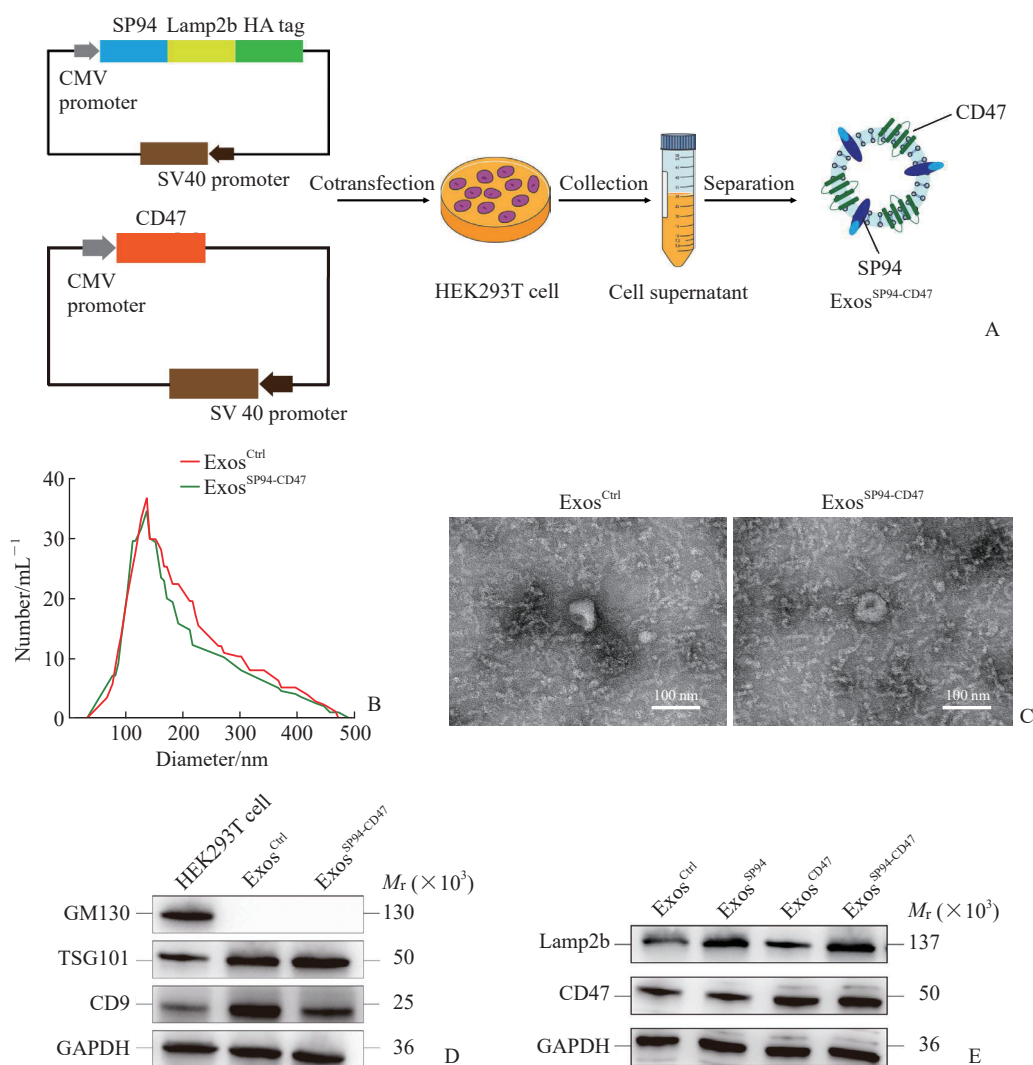 SP94 Lamp2b HA tag
CMV
promoter
SV40 promoter
CD47
CMV
promoter
SV 40 promoter
Cotransfection
HEK293T cell
Collection
Cell supernatant
Separation
CD47
SP94
Exos^SP94-CD47
A
Exos^Ctrl
Exos^SP94-CD47
Number/mL^−1
40
30
20
10
0
100 200 300 400 500
Diameter/nm
B
Exos^Ctrl
Exos^SP94-CD47
100 nm
100 nm
C
HEK293T cell
Exos^Ctrl
Exos^SP94-CD47
Mr (×10^3)
GM130 130
TSG101 50
CD9 25
GAPDH 36
D
Exos^Ctrl
Exos^SP94
Exos^CD47
Exos^SP94-CD47
Mr (×10^3)
Lamp2b 137
CD47 50
GAPDH 36
E